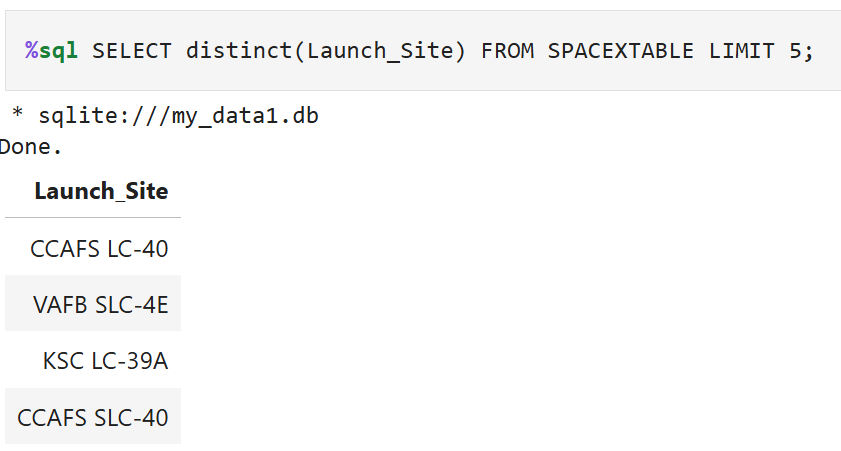 %sql SELECT distinct(Launch_Site) FROM SPACEXTABLE LIMIT 5;
* sqlite:///my_data1.db
Done.
Launch_Site
CCAFS LC-40
VAFB SLC-4E
KSC LC-39A
CCAFS SLC-40